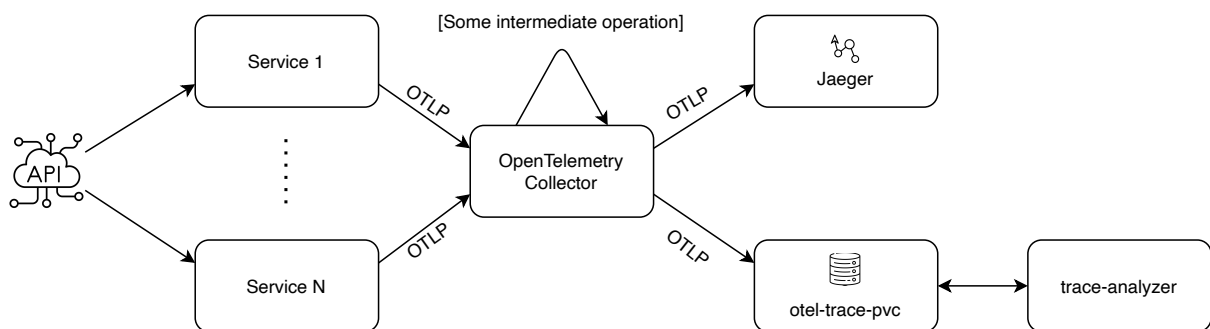 [Some intermediate operation]
Service 1
Jaeger
OTLP
OTLP
API
OpenTelemetry
Collector
OTLP
OTLP
Service N
otel-trace-pvc
trace-analyzer